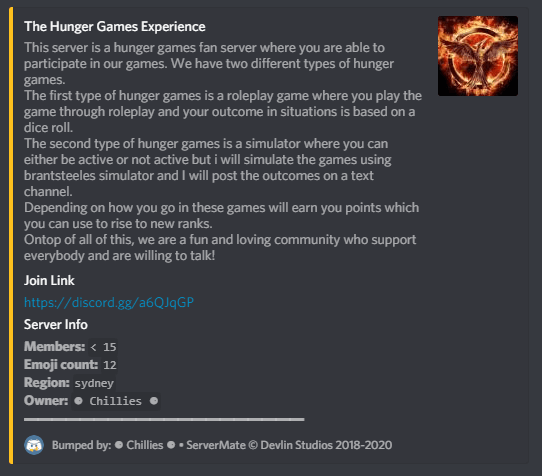 The Hunger Games Experience
This server is a hunger games fan server where you are able to
participate in our games. We have two different types of hunger
games.
The first type of hunger games is a roleplay game where you play the
game through roleplay and your outcome in situations is based on a
dice roll.
The second type of hunger games is a simulator where you can
either be active or not active but i will simulate the games using
brantsteeles simulator and I will post the outcomes on a text
channel.
Depending on how you go in these games will earn you points which
you can use to rise to new ranks.
Ontop of all of this, we are a fun and loving community who support
everybody and are willing to talk!
Join Link
https://discord.gg/a6QJqGP
Server Info
Members: < 15
Emoji count: 12
Region: sydney
Owner: ⚈ Chillies ⚈
Bumped by: ⚈ Chillies ⚈ • ServerMate © Devlin Studios 2018-2020